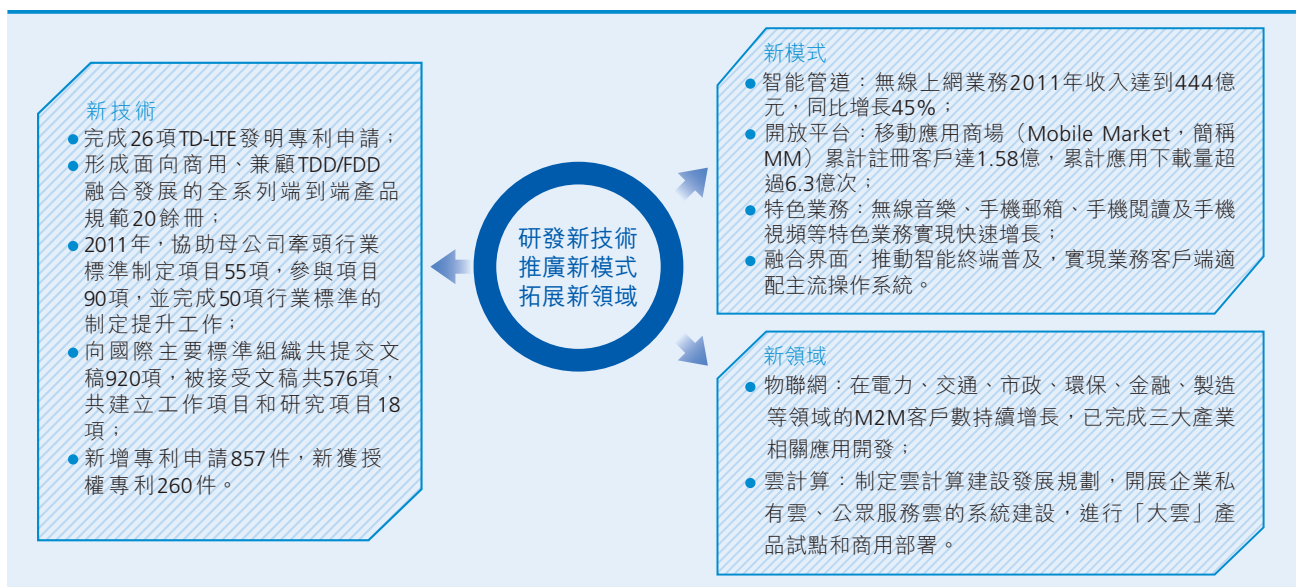 新技術
●完成26項TD-LTE發明專利申請；
●形成面向商用、兼顧TDD/FDD
融合發展的全系列端到端產品
規範20餘冊；
●2011年，協助母公司牽頭行業
標準制定項目55項，參與項目
90項，並完成50項行業標準的
制定提升工作；
●向國際主要標準組織共提交文
稿920項，被接受文稿共576項，
共建立工作項目和研究項目18
項；
●新增專利申請857件，新獲授
權專利260件。
研發新技術
推廣新模式
拓展新領域
新模式
●智能管道：無線上網業務2011年收入達到444億
元，同比增長45%；
●開放平台：移動應用商場（Mobile Market，簡稱
MM）累計註冊客戶達1.58億，累計應用下載量超
過6.3億次；
●特色業務：無線音樂、手機郵箱、手機閱讀及手機
視頻等特色業務實現快速增長；
●融合界面：推動智能終端普及，實現業務客戶端適
配主流操作系統。
新領域
●物聯網：在電力、交通、市政、環保、金融、製造
等領域的M2M客戶數持續增長，已完成三大產業
相關應用開發；
●雲計算：制定雲計算建設發展規劃，開展企業私
有雲、公眾服務雲的系統建設，進行「大雲」產
品試點和商用部署。